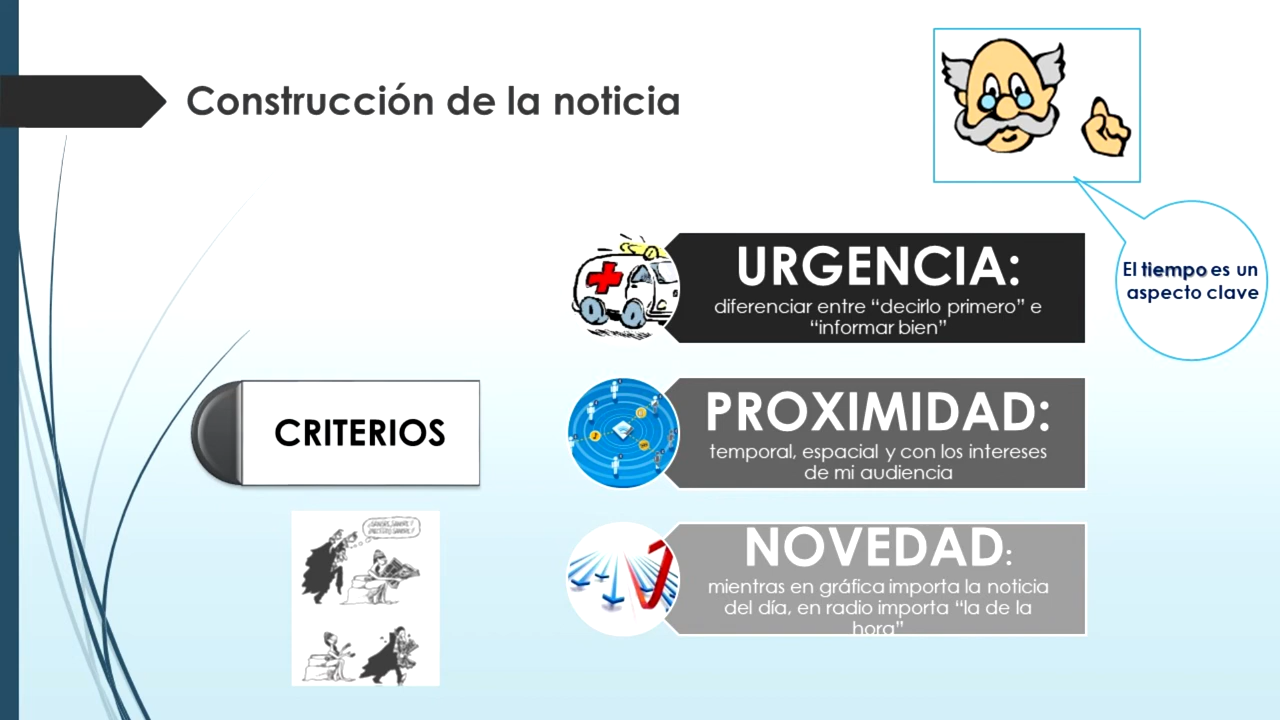 Construcción de la noticia
URGENCIA:
diferenciar entre “decirlo primero” e
“informar bien”
El tiempo es un
aspecto clave
PROXIMIDAD:
temporal, espacial y con los intereses
de mi audiencia
CRITERIOS
NOVEDAD:
mientras en gráfica importa la noticia
del día, en radio importa “la de la
hora”